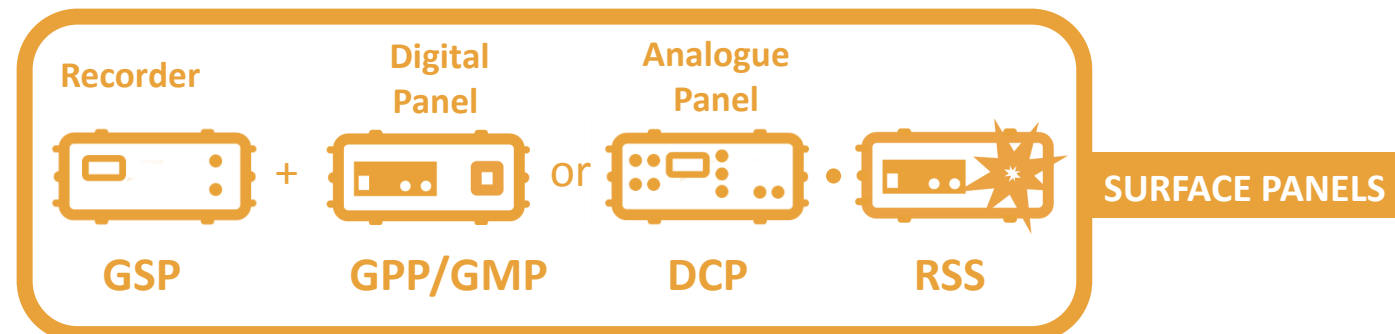 Recorder
Digital
Panel
Analogue
Panel
+
or
•
SURFACE PANELS
GSP
GPP/GMP
DCP
RSS